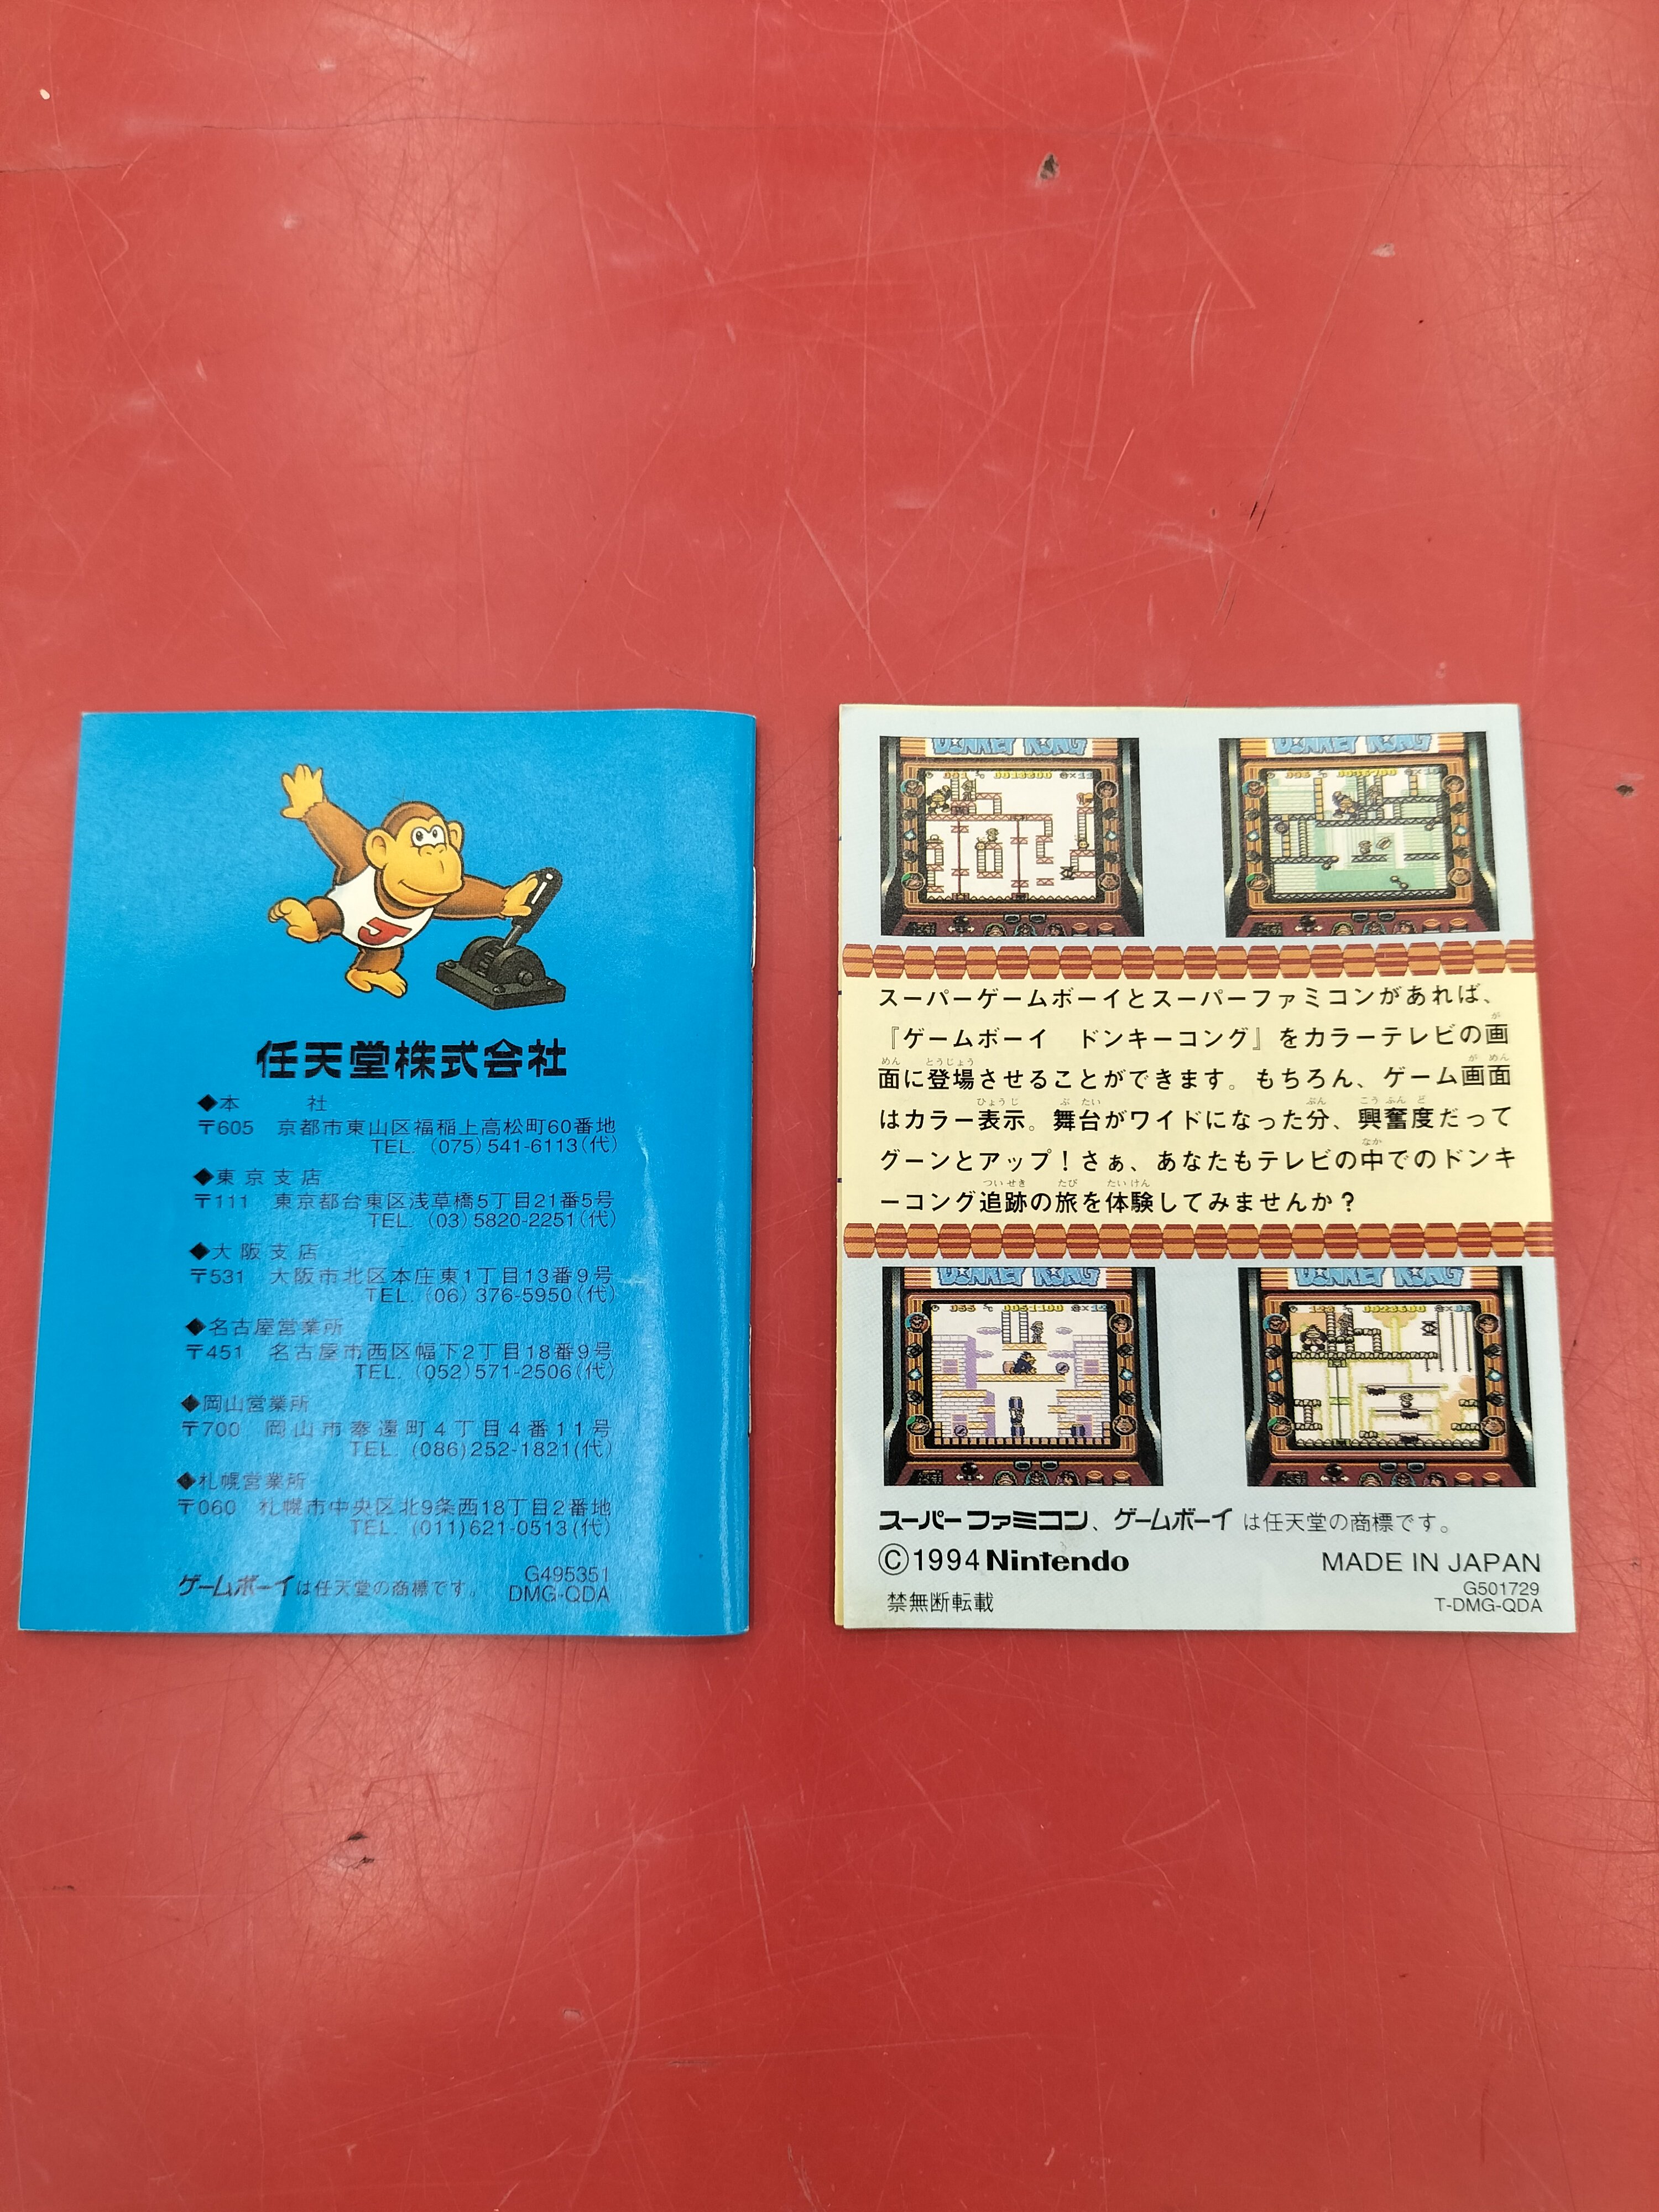 任天堂株式会社
◆本　社
〒605　京都市東山区福稲上高松町60番地
TEL. (075)541-6113(代)
◆東京支店
〒111　東京都台東区浅草橋5丁目21番5号
TEL. (03)5820-2251(代)
◆大阪支店
〒531　大阪市北区本庄東1丁目13番9号
TEL. (06)376-5950(代)
◆名古屋営業所
〒451　名古屋市西区幅下2丁目18番9号
TEL. (052)571-2506(代)
◆岡山営業所
〒700　岡山市奉還町4丁目4番11号
TEL. (086)252-1821(代)
◆札幌営業所
〒060　札幌市中央区北9条西18丁目2番地
TEL. (011)621-0513(代)
ゲームボーイは任天堂の商標です。
G495351
DMG-QDA
J
DONKEY KONG
DONKEY KONG
スーパーゲームボーイとスーパーファミコンがあれば、
『ゲームボーイ　ドンキーコング』をカラーテレビの画
面に登場させることができます。もちろん、ゲーム画面
はカラー表示。舞台がワイドになった分、興奮度だって
グーンとアップ！さぁ、あなたもテレビの中でのドンキ
ーコング追跡の旅を体験してみませんか？
DONKEY KONG
DONKEY KONG
スーパーファミコン、ゲームボーイ は任天堂の商標です。
©1994 Nintendo
MADE IN JAPAN
禁無断転載
G501729
T-DMG-QDA